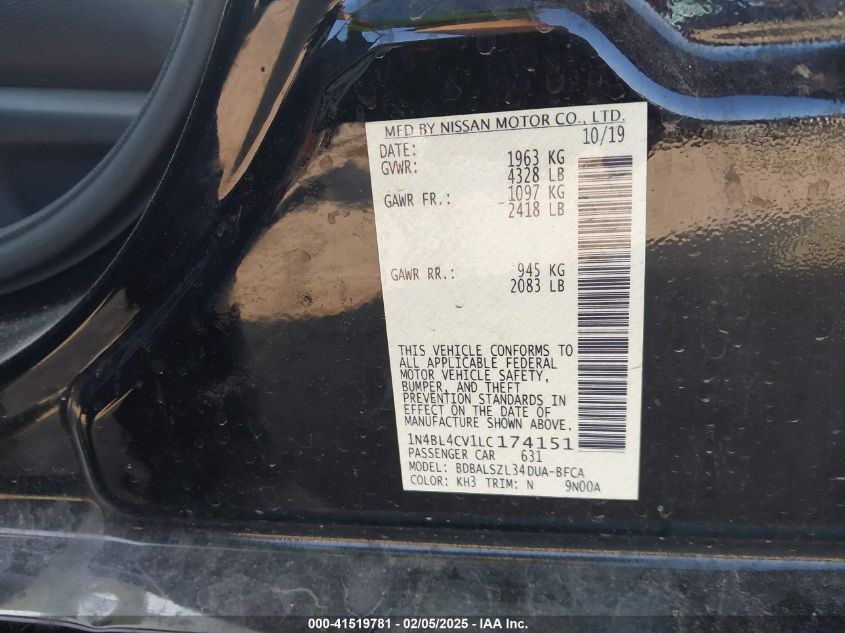 MFD BY NISSAN MOTOR CO., LTD.
DATE: 10/19
GVWR: 1963 KG
4328 LB
GAWR FR.: 1097 KG
2418 LB
GAWR RR.: 945 KG
2083 LB
THIS VEHICLE CONFORMS TO
ALL APPLICABLE FEDERAL
MOTOR VEHICLE SAFETY,
BUMPER, AND THEFT
PREVENTION STANDARDS IN
EFFECT ON THE DATE OF
MANUFACTURE SHOWN ABOVE.
1N4BL4CV1LC174151
PASSENGER CAR 631
MODEL: BDBALSZL34DUA-BFCA
COLOR: KH3 TRIM: N 9N00A
000-41519781 - 02/05/2025 - IAA Inc.